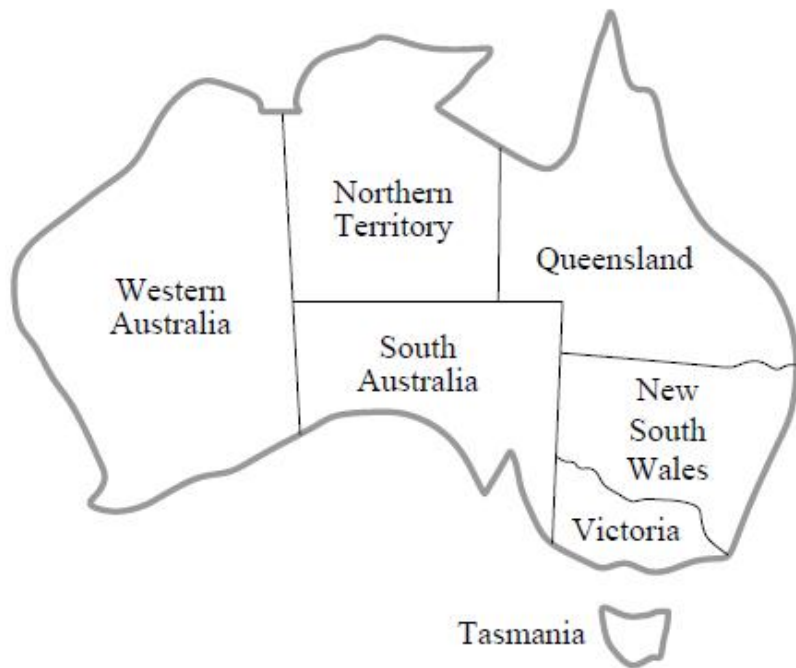 Northern
Territory
Western
Australia
Queensland
South
Australia
New
South
Wales
Victoria
Tasmania